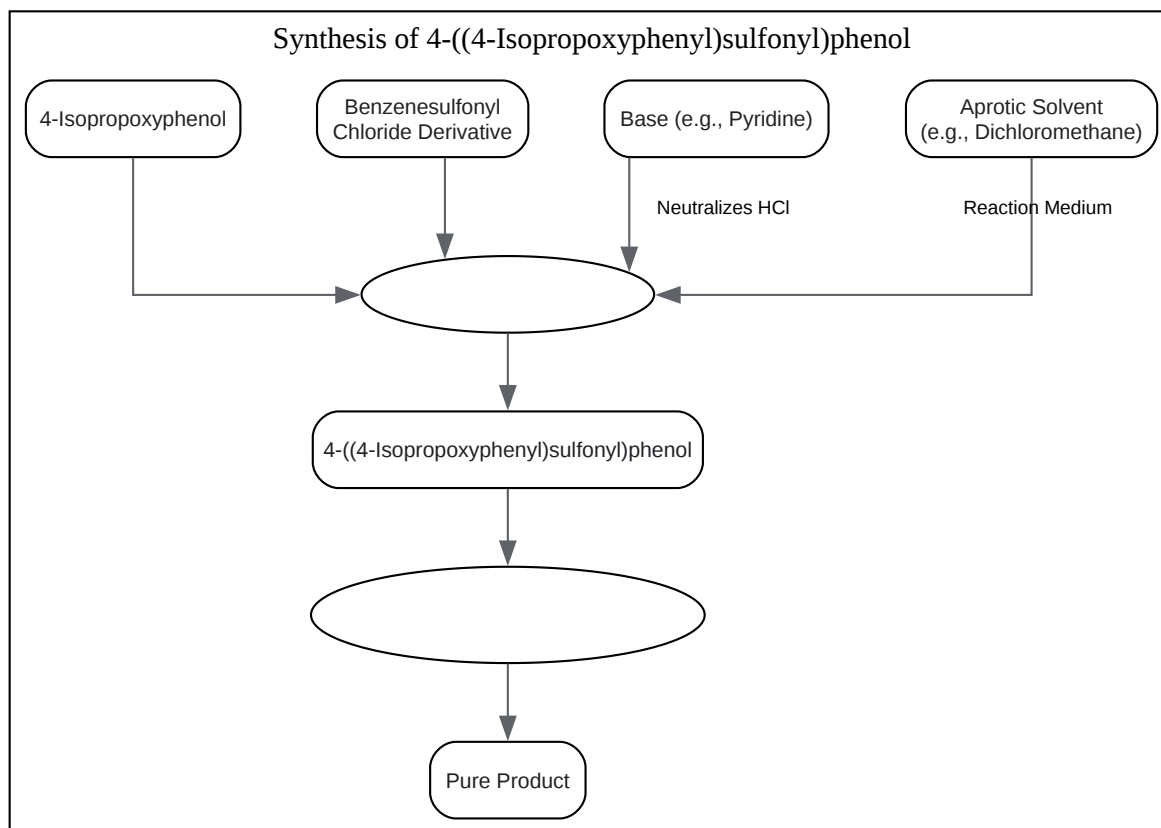 Synthesis of 4-((4-Isopropoxyphenyl)sulfonyl)phenol
4-Isopropoxyphenol
Benzenesulfonyl
Chloride Derivative
Base (e.g., Pyridine)
Aprotic Solvent
(e.g., Dichloromethane)
Neutralizes HCl
Reaction Medium
4-((4-Isopropoxyphenyl)sulfonyl)phenol
Pure Product